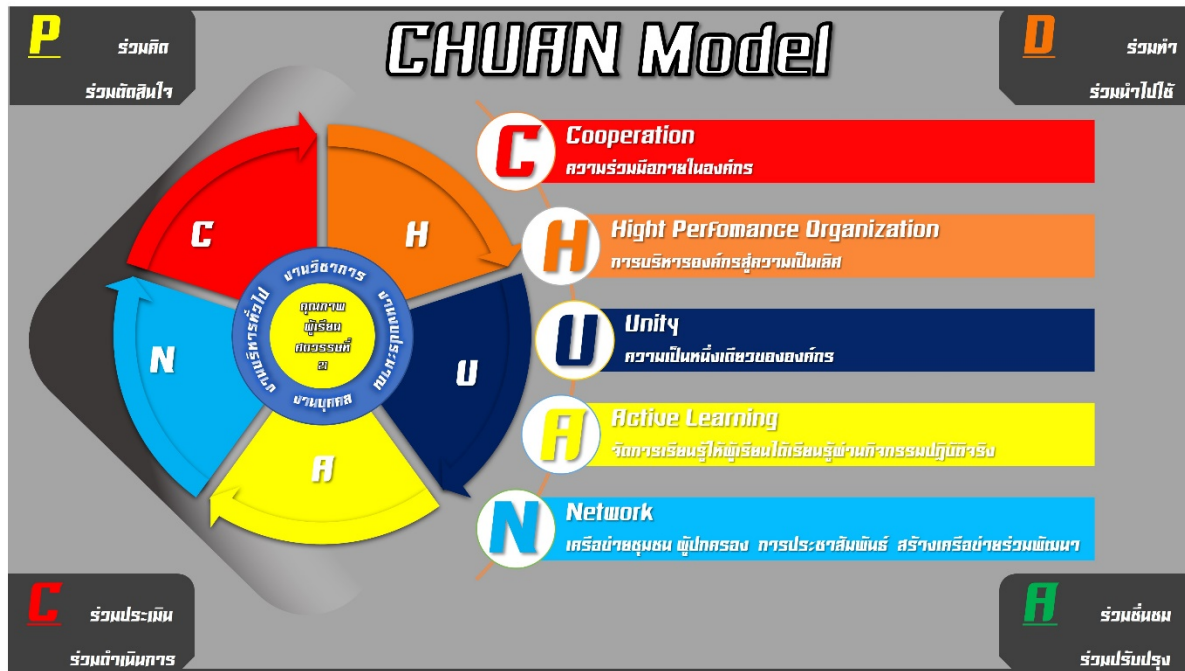 CHUAN Model
P
ร่วมคิด
ร่วมตัดสินใจ
D
ร่วมทำ
ร่วมนำไปใช้
C
H
U
A
N
งานวิชาการ
งานงบประมาณ
งานบุคคล
งานบริหารทั่วไป
คุณภาพ
ผู้เรียน
ศตวรรษที่
21
C
Cooperation
ความร่วมมือภายในองค์กร
H
Hight Perfomance Organization
การบริหารองค์กรสู่ความเป็นเลิศ
U
Unity
ความเป็นหนึ่งเดียวขององค์กร
A
Active Learning
จัดการเรียนรู้ให้ผู้เรียนได้เรียนรู้ผ่านกิจกรรมปฏิบัติจริง
N
Network
เครือข่ายชุมชน ผู้ปกครอง การประชาสัมพันธ์ สร้างเครือข่ายร่วมพัฒนา
C
ร่วมประเมิน
ร่วมดำเนินการ
A
ร่วมชื่นชม
ร่วมปรับปรุง